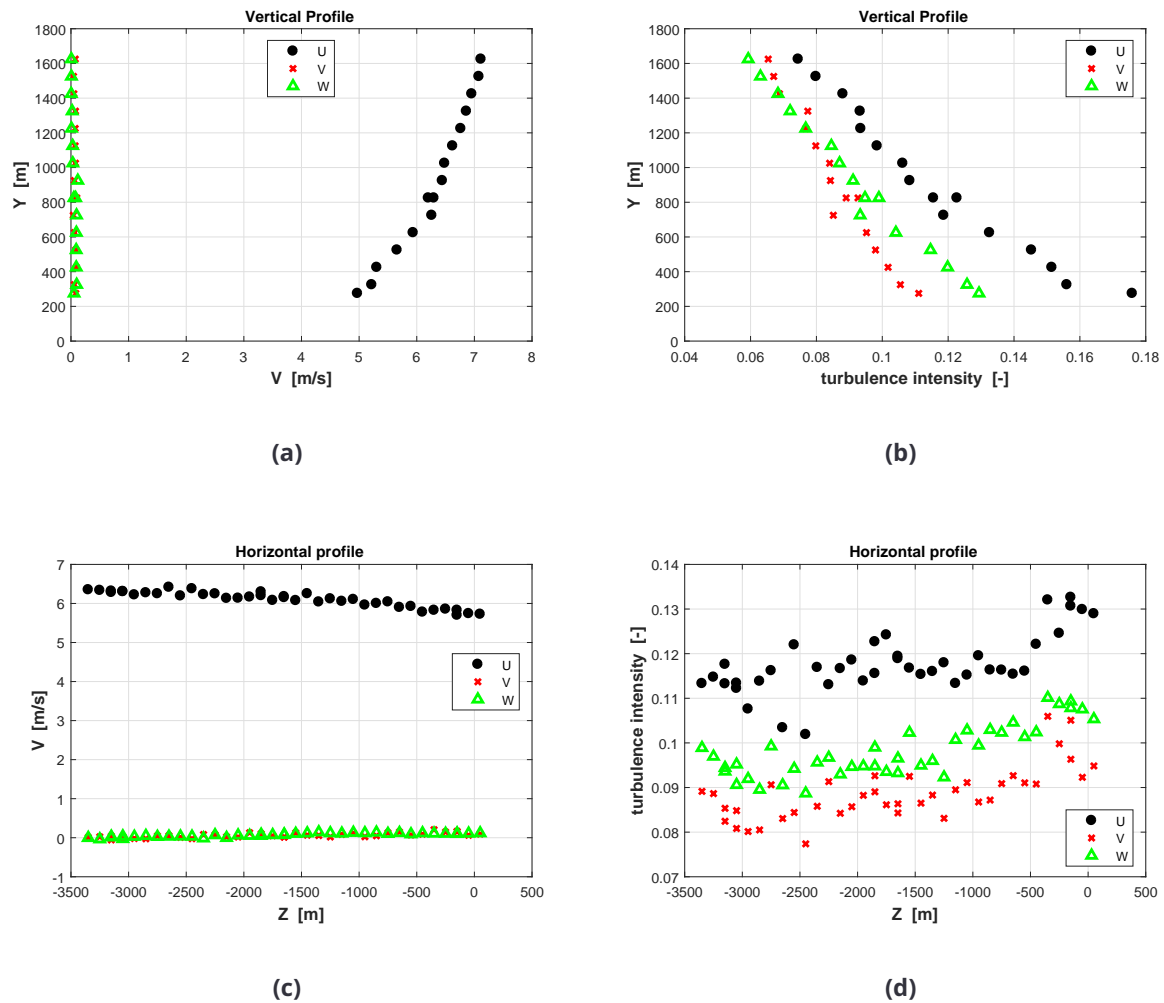 Vertical Profile
1800
1600
1400
1200
1000
800
600
400
200
0
Y [m]
U
V
W
0 1 2 3 4 5 6 7 8
V [m/s]
(a)
Vertical Profile
1800
1600
1400
1200
1000
800
600
400
200
0
Y [m]
U
V
W
0.04 0.06 0.08 0.1 0.12 0.14 0.16 0.18
turbulence intensity [-]
(b)
Horizontal profile
7
6
5
4
3
2
1
0
-1
V [m/s]
U
V
W
-3500 -3000 -2500 -2000 -1500 -1000 -500 0 500
Z [m]
(c)
Horizontal profile
0.14
0.13
0.12
0.11
0.1
0.09
0.08
0.07
turbulence intensity [-]
U
V
W
-3500 -3000 -2500 -2000 -1500 -1000 -500 0 500
Z [m]
(d)